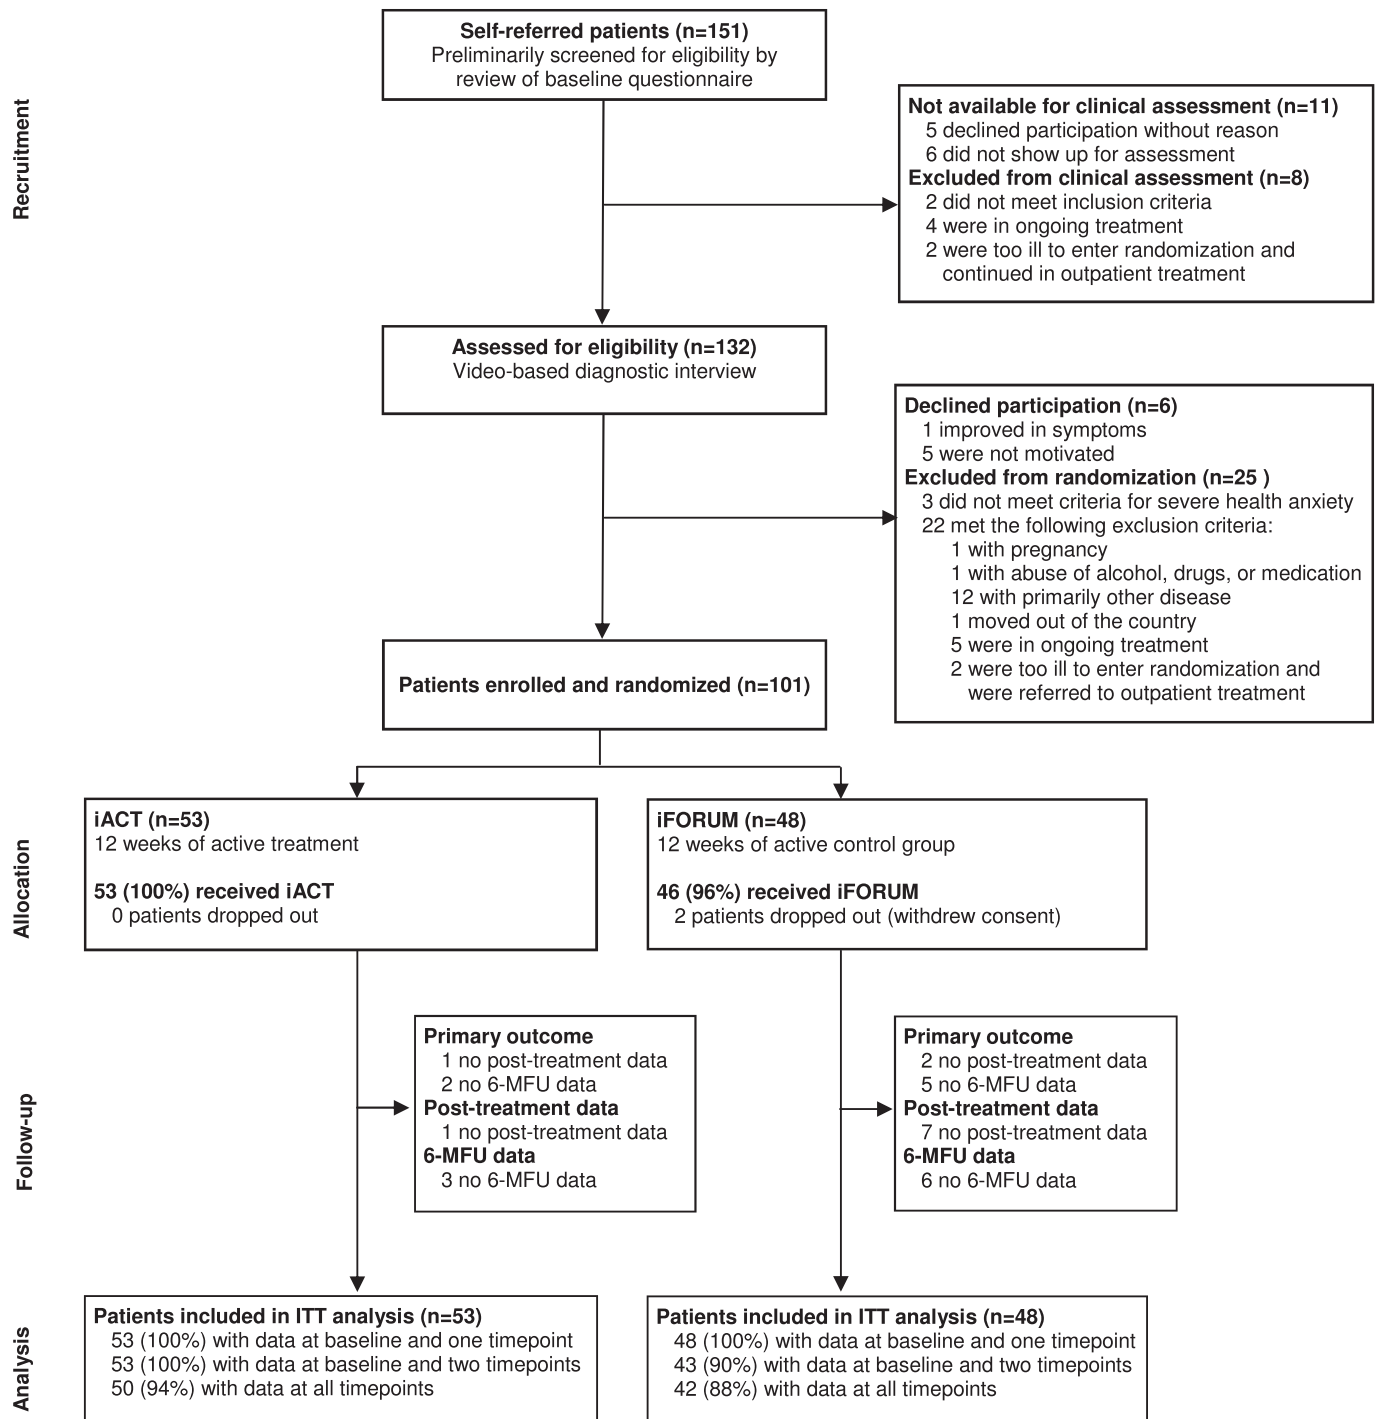 Recruitment
Self-referred patients (n=151)
Preliminarily screened for eligibility by
review of baseline questionnaire
Not available for clinical assessment (n=11)
5 declined participation without reason
6 did not show up for assessment
Excluded from clinical assessment (n=8)
2 did not meet inclusion criteria
4 were in ongoing treatment
2 were too ill to enter randomization and
continued in outpatient treatment
Assessed for eligibility (n=132)
Video-based diagnostic interview
Declined participation (n=6)
1 improved in symptoms
5 were not motivated
Excluded from randomization (n=25 )
3 did not meet criteria for severe health anxiety
22 met the following exclusion criteria:
1 with pregnancy
1 with abuse of alcohol, drugs, or medication
12 with primarily other disease
1 moved out of the country
5 were in ongoing treatment
2 were too ill to enter randomization and
were referred to outpatient treatment
Patients enrolled and randomized (n=101)
Allocation
iACT (n=53)
12 weeks of active treatment
53 (100%) received iACT
0 patients dropped out
iFORUM (n=48)
12 weeks of active control group
46 (96%) received iFORUM
2 patients dropped out (withdrew consent)
Follow-up
Primary outcome
1 no post-treatment data
2 no 6-MFU data
Post-treatment data
1 no post-treatment data
6-MFU data
3 no 6-MFU data
Primary outcome
2 no post-treatment data
5 no 6-MFU data
Post-treatment data
7 no post-treatment data
6-MFU data
6 no 6-MFU data
Analysis
Patients included in ITT analysis (n=53)
53 (100%) with data at baseline and one timepoint
53 (100%) with data at baseline and two timepoints
50 (94%) with data at all timepoints
Patients included in ITT analysis (n=48)
48 (100%) with data at baseline and one timepoint
43 (90%) with data at baseline and two timepoints
42 (88%) with data at all timepoints